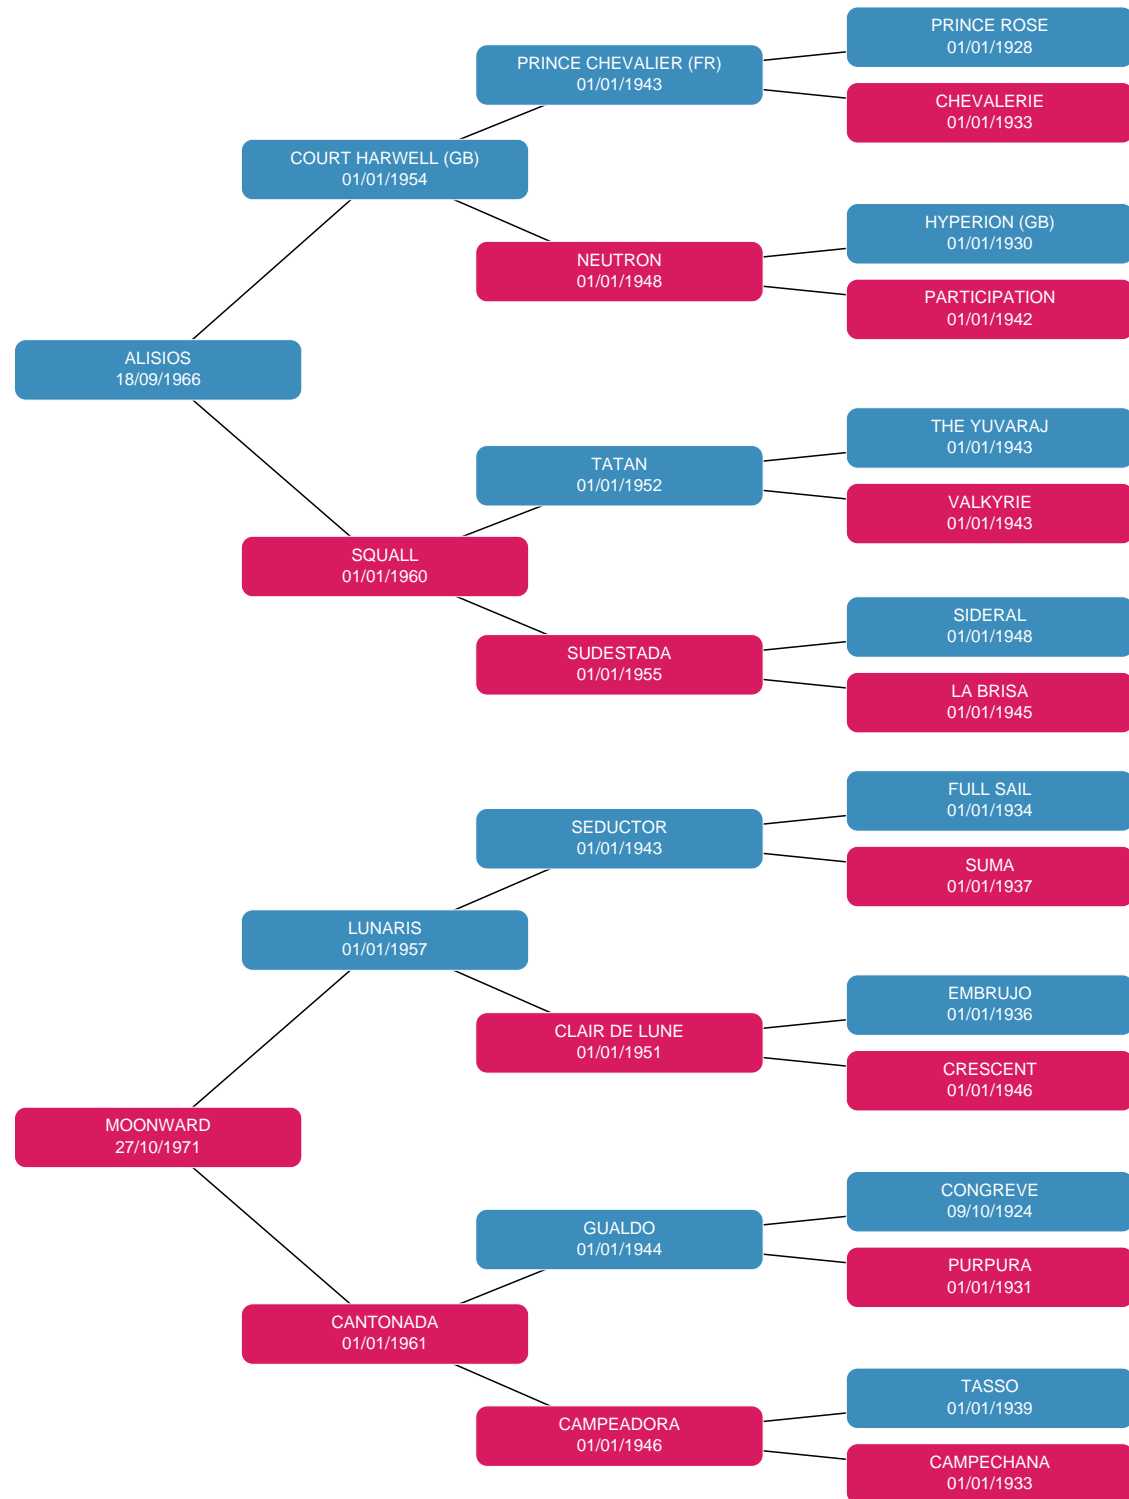 PRINCE ROSE
01/01/1928
PRINCE CHEVALIER (FR)
01/01/1943
CHEVALERIE
01/01/1933
COURT HARWELL (GB)
01/01/1954
HYPERION (GB)
01/01/1930
NEUTRON
01/01/1948
PARTICIPATION
01/01/1942
ALISIOS
18/09/1966
THE YUVARAJ
01/01/1943
TATAN
01/01/1952
VALKYRIE
01/01/1943
SQUALL
01/01/1960
SIDERAL
01/01/1948
SUDESTADA
01/01/1955
LA BRISA
01/01/1945
FULL SAIL
01/01/1934
SEDUCTOR
01/01/1943
SUMA
01/01/1937
LUNARIS
01/01/1957
EMBRUJO
01/01/1936
CLAIR DE LUNE
01/01/1951
CRESCENT
01/01/1946
MOONWARD
27/10/1971
CONGREVE
09/10/1924
GUALDO
01/01/1944
PURPURA
01/01/1931
CANTONADA
01/01/1961
TASSO
01/01/1939
CAMPEADORA
01/01/1946
CAMPECHANA
01/01/1933